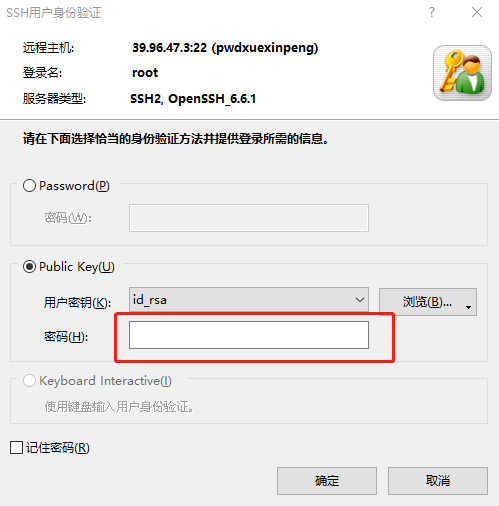 SSH用户身份验证
?
远程主机: 39.96.47.3:22 (pwdxuexinpeng)
登录名: root
服务器类型: SSH2, OpenSSH_6.6.1
请在下面选择恰当的身份验证方法并提供登录所需的信息。
Password(P)
密码(W):
Public Key(U)
用户密钥(K): id_rsa 浏览(B)...
密码(H):
Keyboard Interactive(I)
使用键盘输入用户身份验证。
记住密码(R)
确定 取消